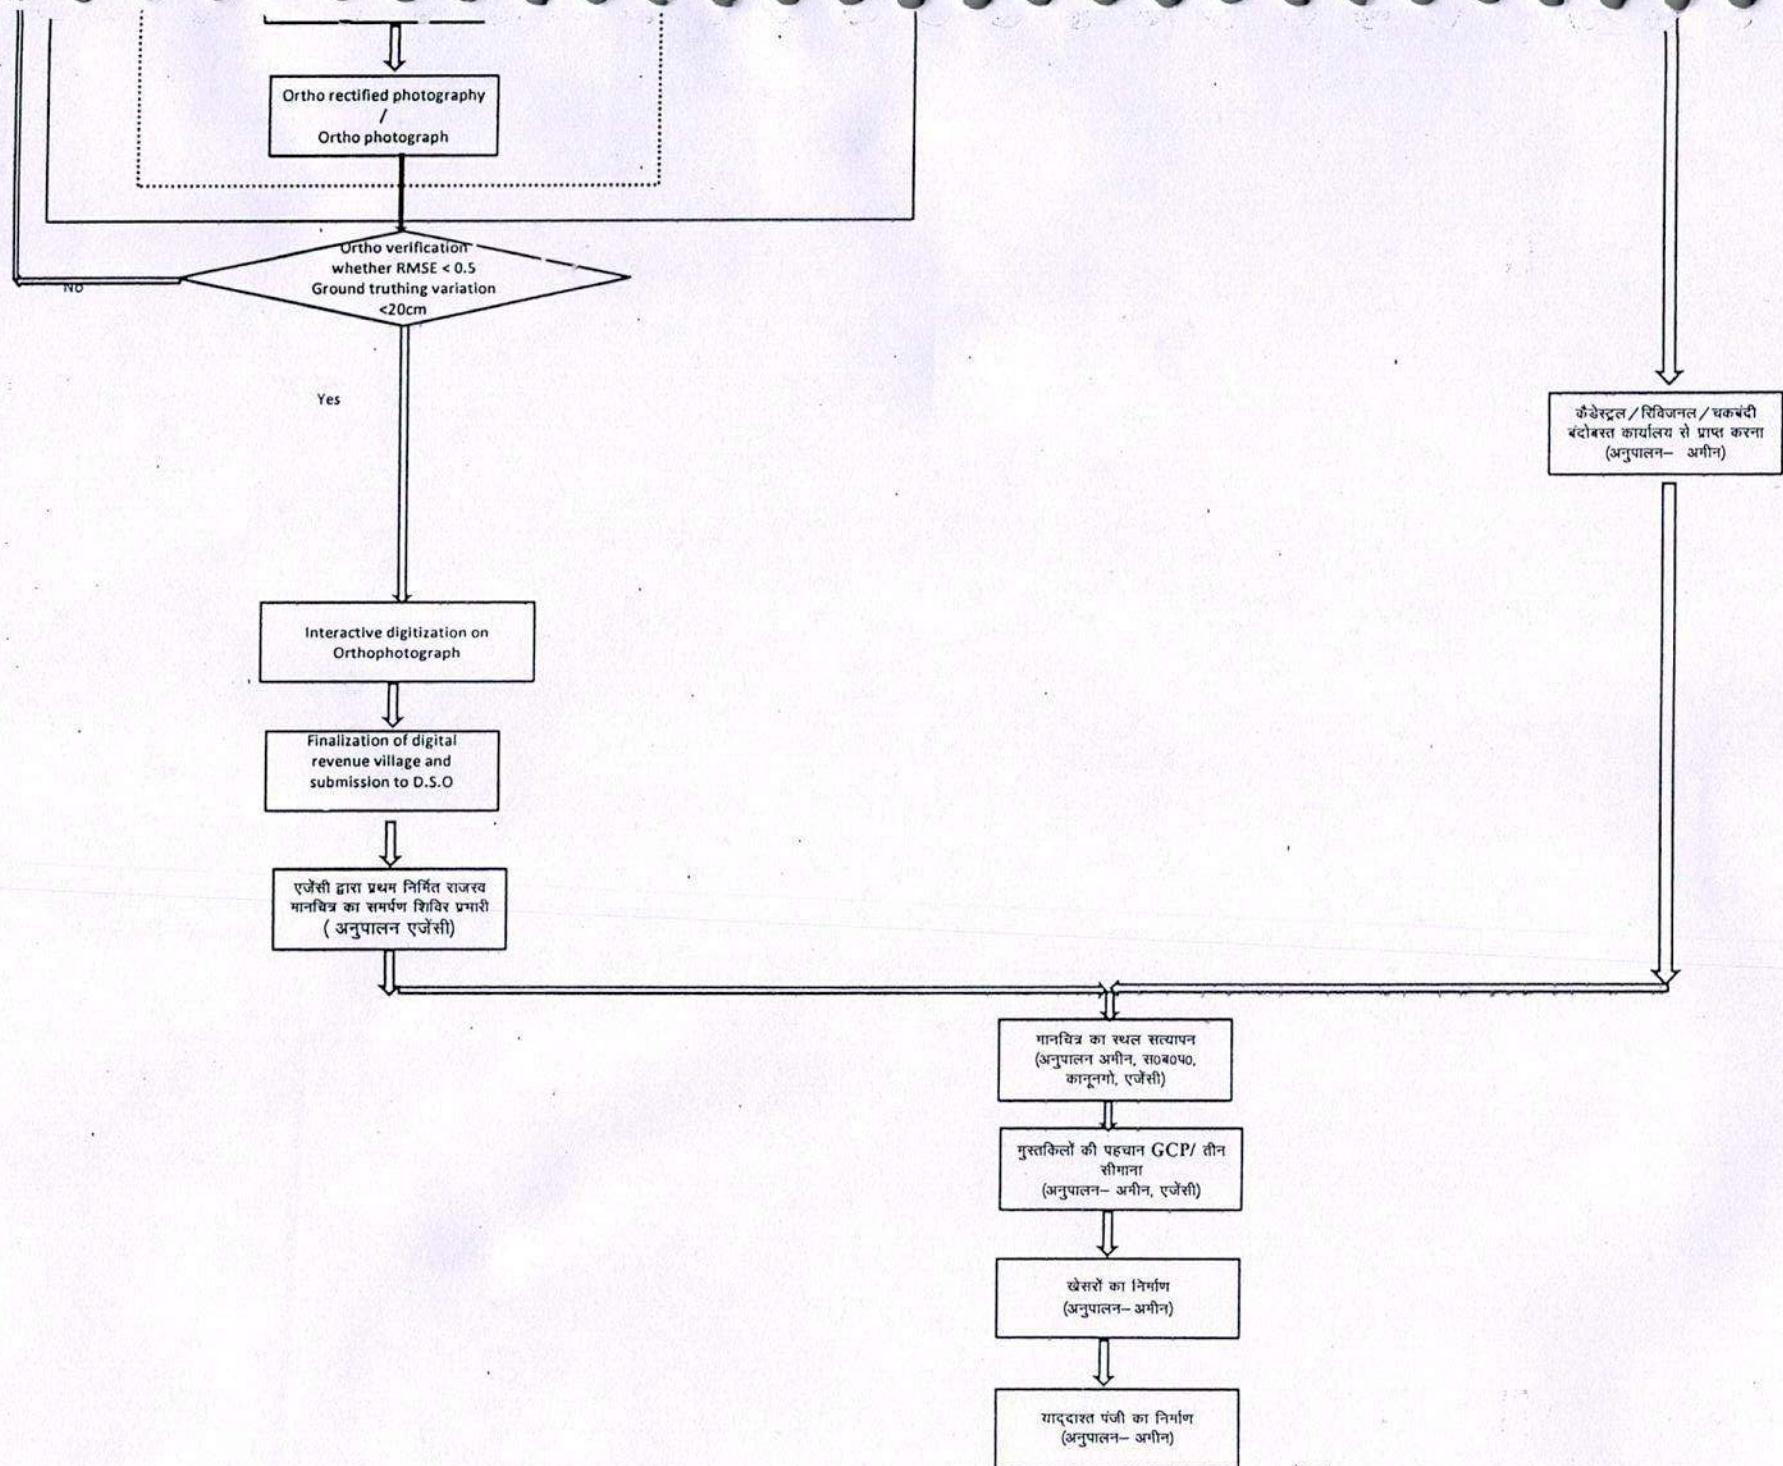 Ortho rectified photography
/
Ortho photograph
Ortho verification
whether RMSE < 0.5
Ground truthing variation
<20cm
No
Yes
कैडेस्ट्रल/रिविजनल/चकबंदी
बंदोबस्त कार्यालय से प्राप्त करना
(अनुपालन– अमीन)
Interactive digitization on
Orthophotograph
Finalization of digital
revenue village and
submission to D.S.O
एजेंसी द्वारा प्रथम निर्मित राजस्व
मानचित्र का समर्पण शिविर प्रभारी
( अनुपालन एजेंसी)
मानचित्र का स्थल सत्यापन
(अनुपालन अमीन, स०ब०प०,
कानूनगो, एजेंसी)
मुस्तकिलों की पहचान GCP/ तीन
सीमाना
(अनुपालन– अमीन, एजेंसी)
खेसरों का निर्माण
(अनुपालन– अमीन)
याद्दाश्त पंजी का निर्माण
(अनुपालन– अमीन)